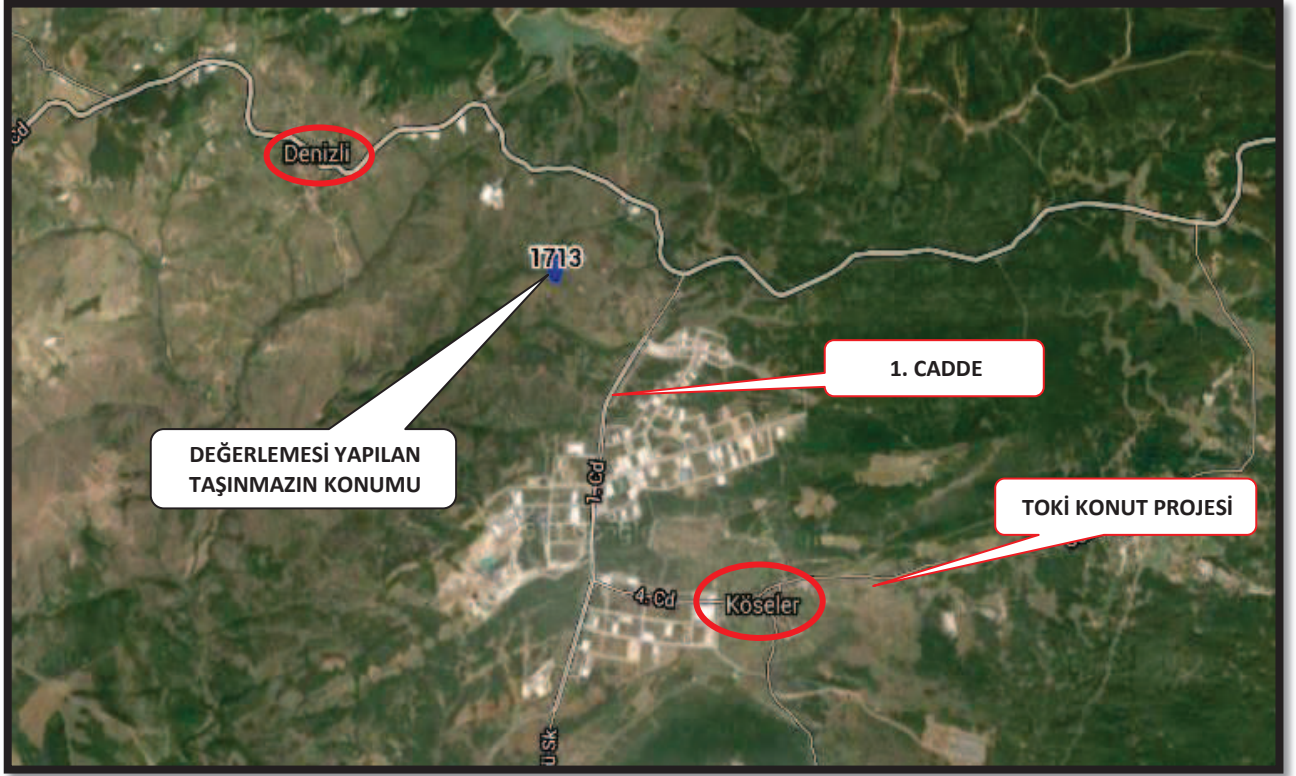 Cd
Denizli
1713
1. CADDE
DEĞERLEMESİ YAPILAN
TAŞINMAZIN KONUMU
1. Cd
TOKİ KONUT PROJESİ
4. Cd
Köseler
Sk